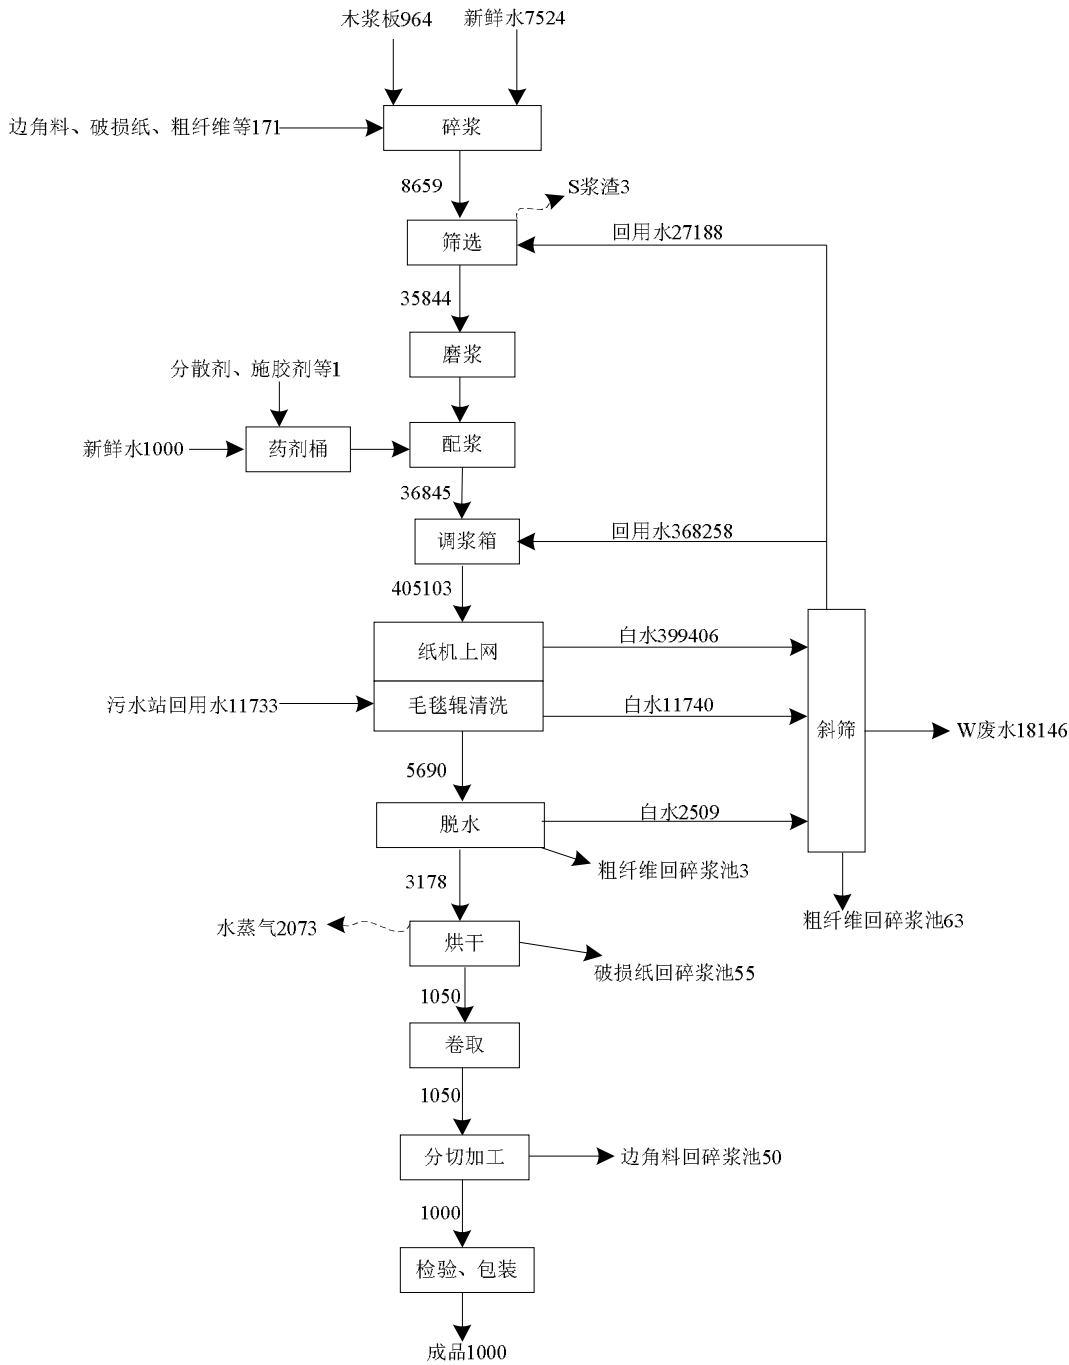 木浆板964
新鲜水7524
边角料、破损纸、粗纤维等171
碎浆
8659
S浆渣3
筛选
回用水27188
35844
磨浆
分散剂、施胶剂等1
新鲜水1000
药剂桶
配浆
36845
调浆箱
回用水368258
405103
纸机上网
白水399406
污水站回用水11733
毛毯辊清洗
白水11740
斜筛
W废水18146
5690
脱水
白水2509
粗纤维回碎浆池3
3178
粗纤维回碎浆池63
水蒸气2073
烘干
破损纸回碎浆池55
1050
卷取
1050
分切加工
边角料回碎浆池50
1000
检验、包装
成品1000